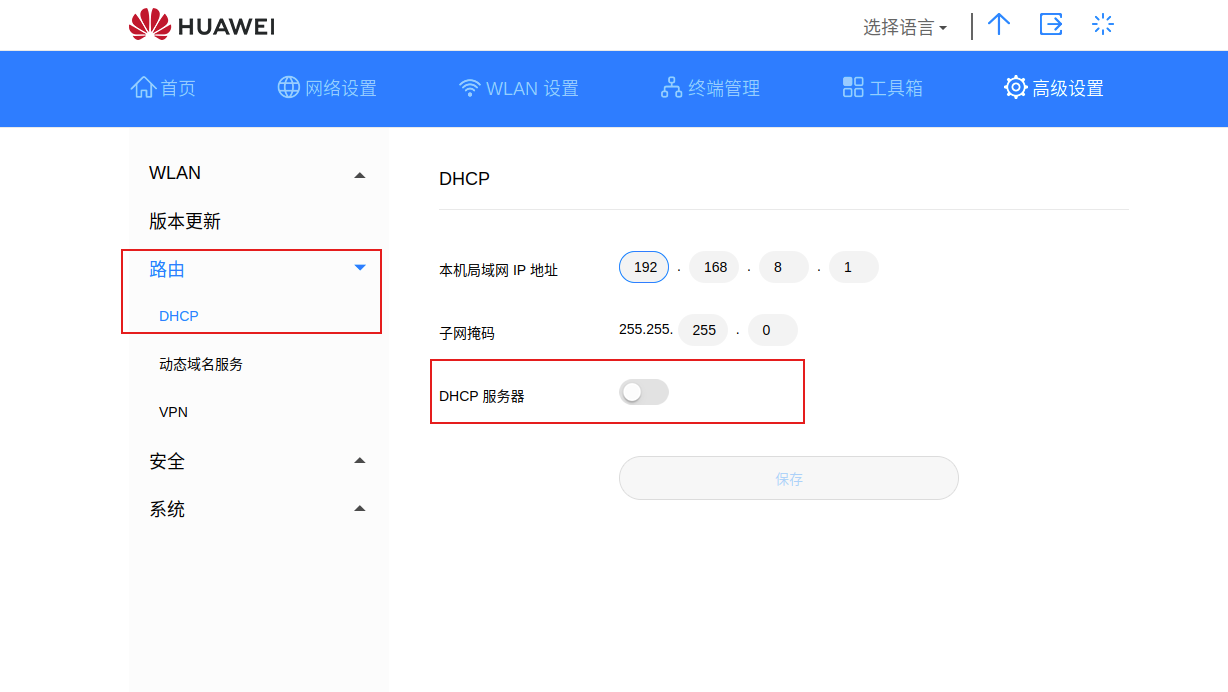 HUAWEI
选择语言
首页 网络设置 WLAN 设置 终端管理 工具箱 高级设置
WLAN
版本更新
路由
DHCP
动态域名服务
VPN
安全
系统
DHCP
本机局域网 IP 地址 192 . 168 . 8 . 1
子网掩码 255.255. 255 . 0
DHCP 服务器
保存